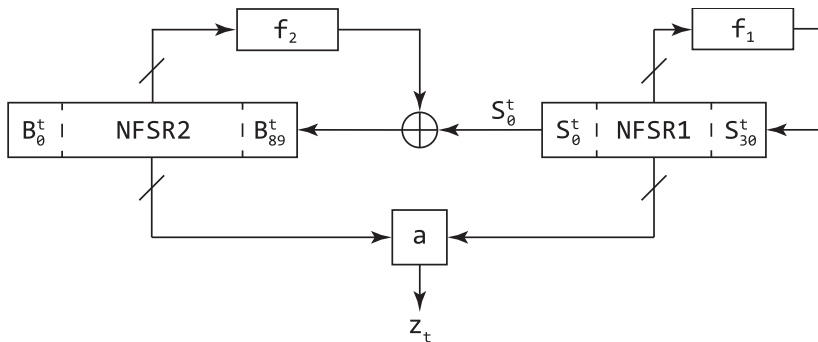 f₂
f₁
S₀ᵗ
B₀ᵗ NFSR2 B₈₉ᵗ
S₀ᵗ NFSR1 S₃₀ᵗ
a
zₜ